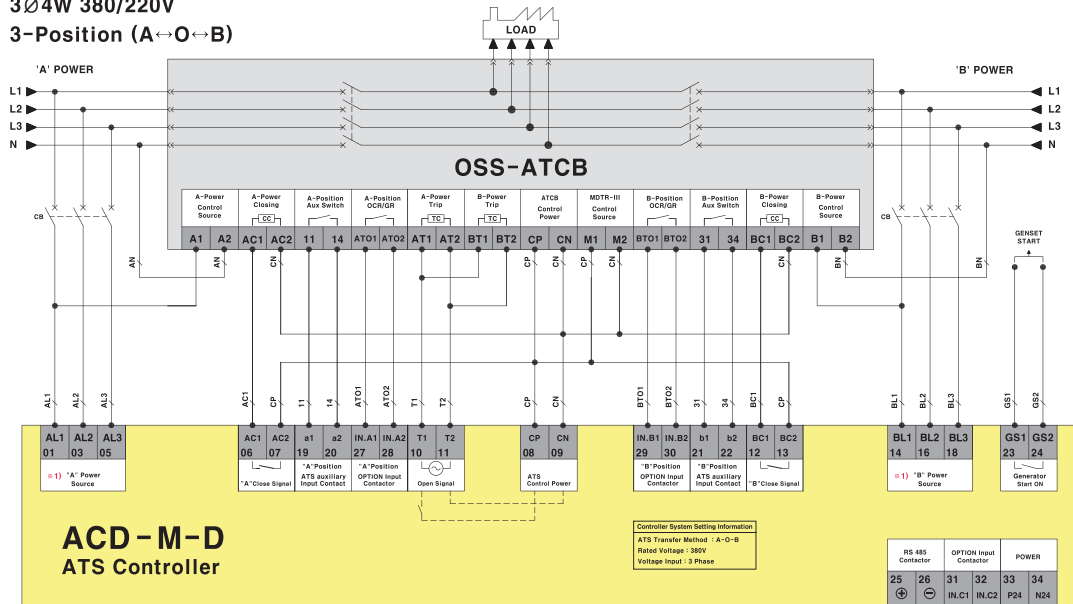 3Ø4W 380/220V
3-Position (A↔O↔B)
LOAD
'A' POWER
'B' POWER
L1
L2
L3
N
L1
L2
L3
N
OSS-ATCB
A-Power Control Source
A-Power Closing
A-Position Aux Switch
A-Position OCR/GR
A-Power Trip
B-Power Trip
ATCB Control Power
MDTR-III Control Source
B-Position OCR/GR
B-Position Aux Switch
B-Power Closing
B-Power Control Source
CC
TC
TC
CC
A1 A2 AC1 AC2 11 14 ATO1 ATO2 AT1 AT2 BT1 BT2 CP CN M1 M2 BTO1 BTO2 31 34 BC1 BC2 B1 B2
CB
CB
GENSET START
AN
AN
CN
CP
CN
CP
CN
CN
BN
BN
AL1
AL2
AL3
AC1
CP
11
14
ATO1
ATO2
T1
T2
CP
CN
BTO1
BTO2
31
34
BC1
CP
BL1
BL2
BL3
GS1
GS2
AL1 AL2 AL3 AC1 AC2 a1 a2 IN.A1 IN.A2 T1 T2 CP CN IN.B1 IN.B2 b1 b2 BC1 BC2 BL1 BL2 BL3 GS1 GS2
01 03 05 06 07 19 20 27 28 10 11 08 09 29 30 21 22 12 13 14 16 18 23 24
※1) "A" Power Source
"A"Close Signal
"A"Position ATS auxiliary Input Contact
"A"Position OPTION Input Contactor
Open Signal
ATS Control Power
"B"Position OPTION Input Contactor
"B"Position ATS auxiliary Input Contact
"B"Close Signal
※1) "B" Power Source
Generator Start ON
ACD-M-D
ATS Controller
Controller System Setting Information
ATS Transfer Method : A-O-B
Rated Voltage : 380V
Voltage Input : 3 Phase
RS 485 Contactor
OPTION Input Contactor
POWER
25 26 31 32 33 34
⊕ ⊖ IN.C1 IN.C2 P24 N24